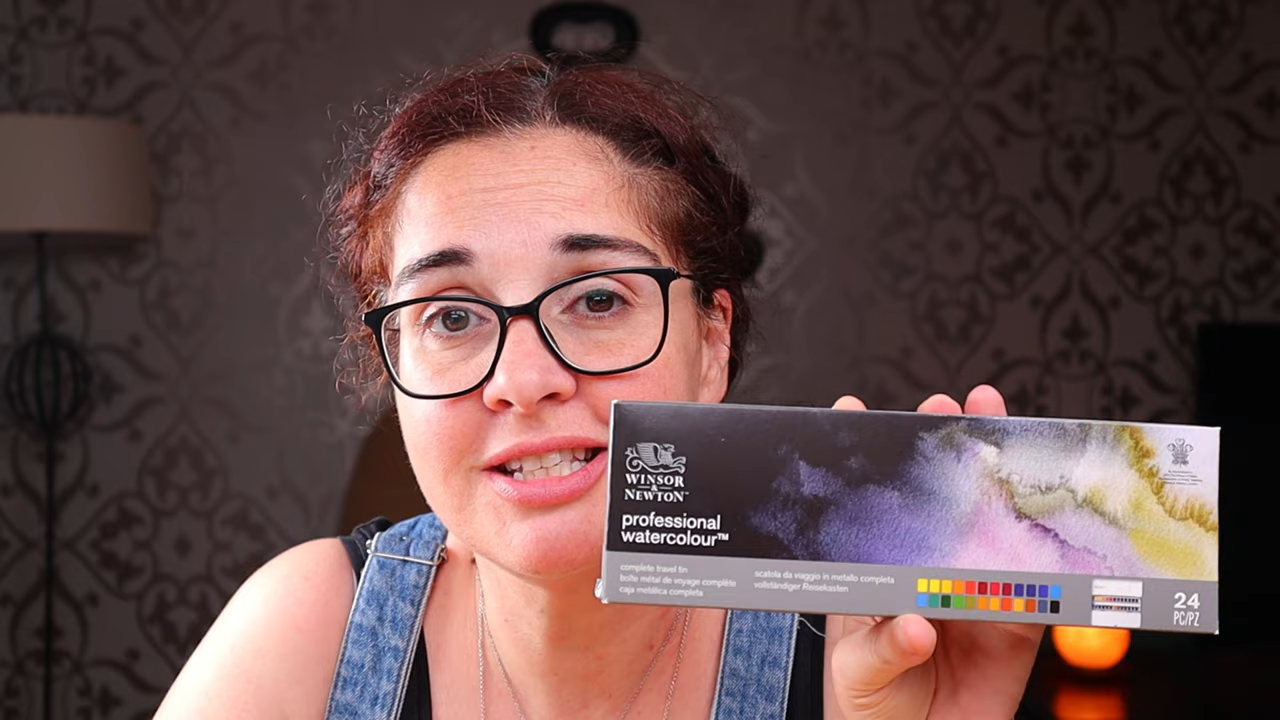 WINSOR
&
NEWTON™
professional
watercolour™
complete travel tin
boîte métal de voyage complète
caja metálica completa
scatola da viaggio in metallo completa
vollständiger Reisekasten
24
PC/PZ